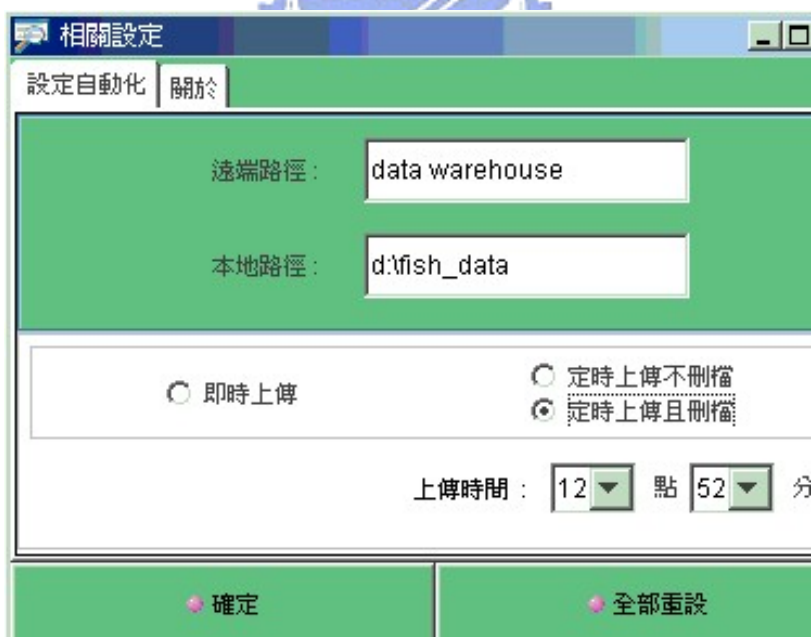 相關設定
設定自動化 關於
遠端路徑： data warehouse
本地路徑： d:\fish_data
即時上傳
定時上傳不刪檔
定時上傳且刪檔
上傳時間： 12 點 52 分
確定 全部重設